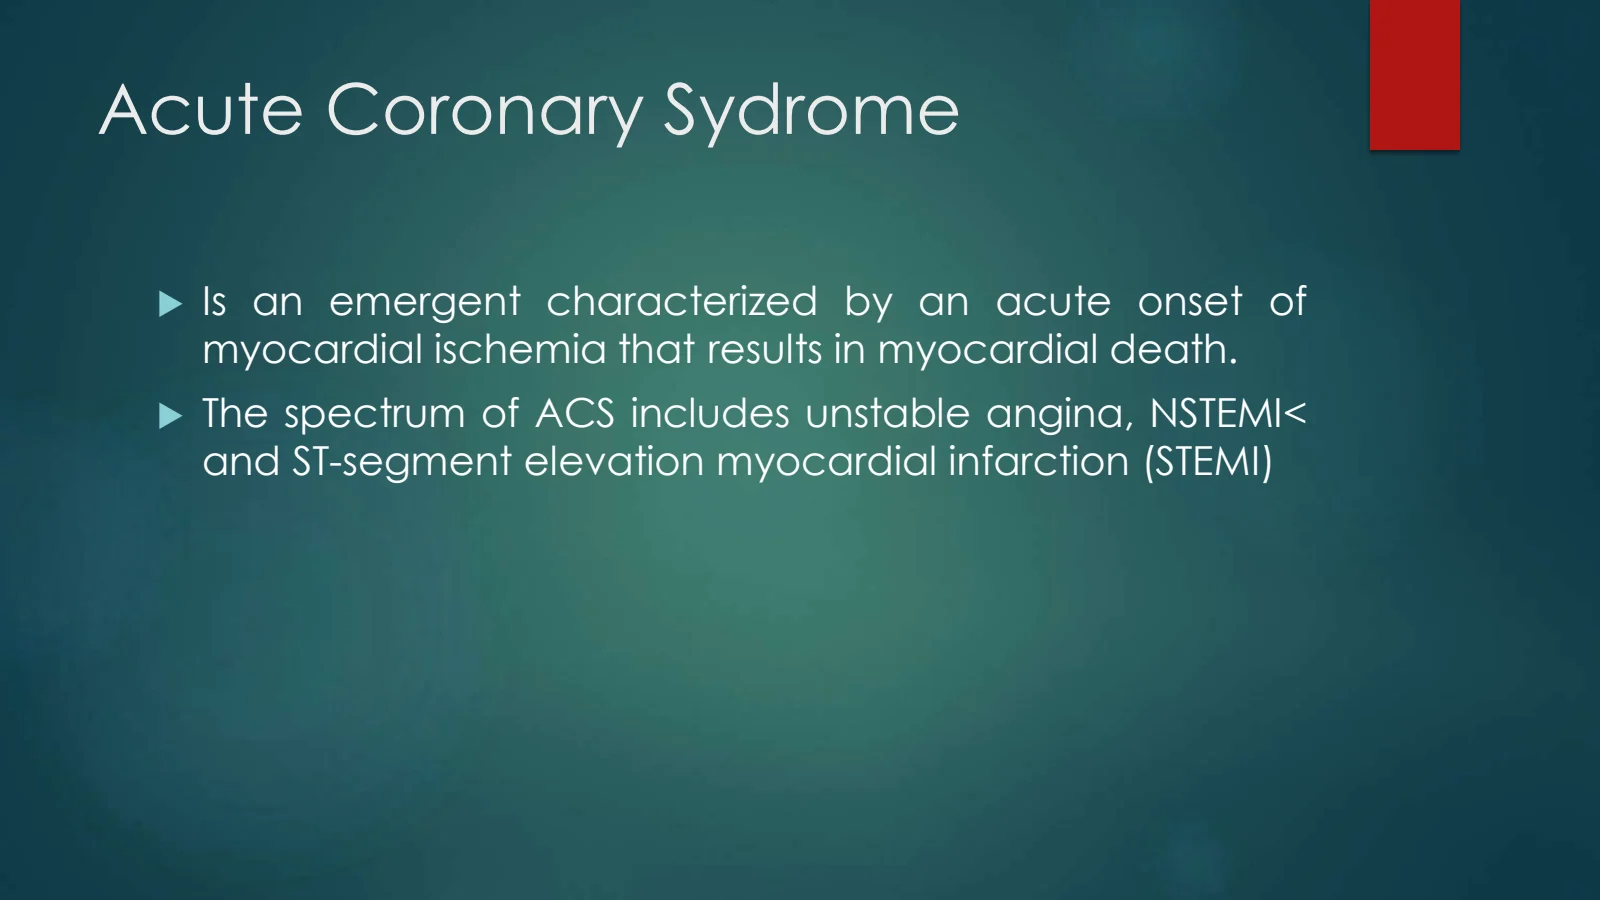 Acute Coronary Sydrome
Is an emergent characterized by an acute onset of
myocardial ischemia that results in myocardial death.
The spectrum of ACS includes unstable angina, NSTEMI<
and ST-segment elevation myocardial infarction (STEMI)